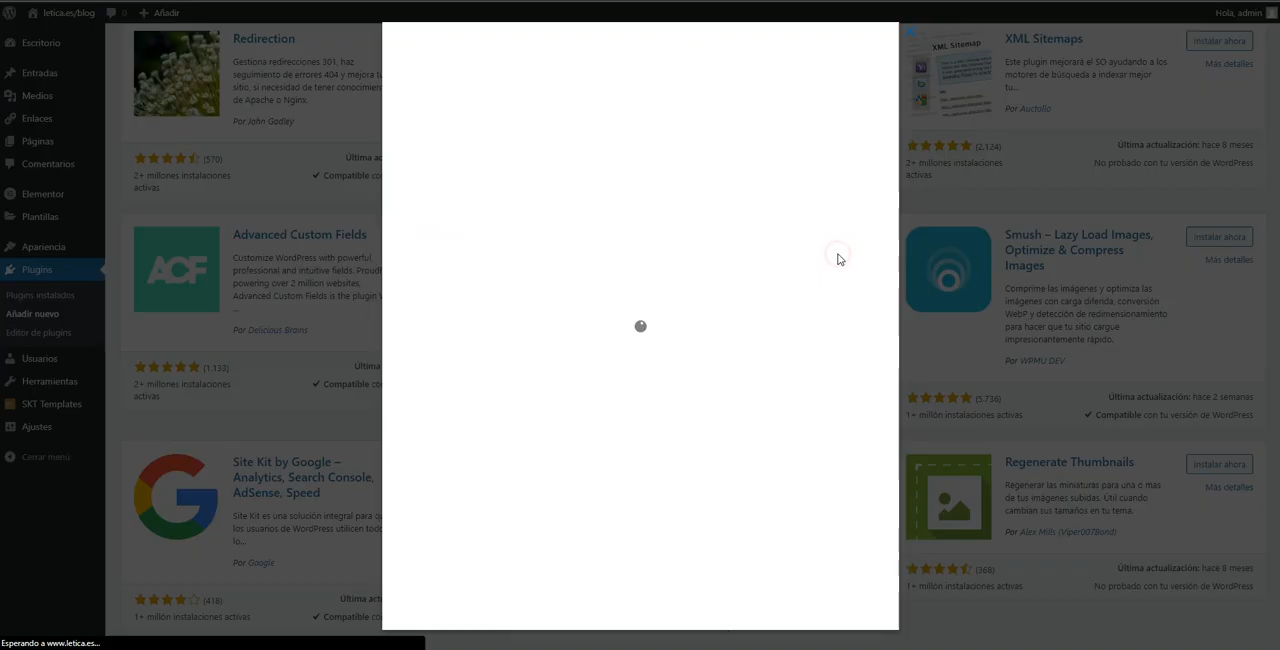 letica.es/blog
0
Añadir
Hola, admin
Escritorio
Entradas
Medios
Enlaces
Páginas
Comentarios
Elementor
Plantillas
Apariencia
Plugins
Plugins instalados
Añadir nuevo
Editor de plugins
Usuarios
Herramientas
SKT Templates
Ajustes
Cerrar menú
Redirection
Gestiona redirecciones 301, haz
seguimiento de errores 404 y mejora tu
sitio, si necesidad de tener conocimien
de Apache o Nginx.
Por John Godley
(570)
Última ac
2+ millones instalaciones
activas
Compatible co
XML Sitemap
XML Sitemaps
Instalar ahora
Más detalles
Este plugin mejorará el SO ayudando a los
motores de búsqueda a indexar mejor
tu...
Por Auctollo
(2.124)
Última actualización: hace 8 meses
2+ millones instalaciones
activas
No probado con tu versión de WordPress
ACF
Advanced Custom Fields
Customize WordPress with powerful,
professional and intuitive fields. Proud
powering over 2 million websites,
Advanced Custom Fields is the plugin W
...
Por Delicious Brains
(1.133)
Última
2+ millones instalaciones
activas
Compatible co
Smush – Lazy Load Images,
Optimize & Compress
Images
Instalar ahora
Más detalles
Comprime las imágenes y optimiza las
imágenes con carga diferida, conversión
WebP y detección de redimensionamiento
para hacer que tu sitio cargue
impresionantemente rápido.
Por WPMU DEV
(5.736)
Última actualización: hace 2 semanas
1+ millón instalaciones activas
Compatible con tu versión de WordPress
Site Kit by Google –
Analytics, Search Console,
AdSense, Speed
Site Kit es una solución integral para q
los usuarios de WordPress utilicen todo
lo...
Por Google
(418)
Última act
1+ millón instalaciones activas
Compatible co
Regenerate Thumbnails
Instalar ahora
Más detalles
Regenerar las miniaturas para una o más
de tus imágenes subidas. Útil cuando
cambian sus tamaños en tu tema.
Por Alex Mills (Viper007Bond)
(368)
Última actualización: hace 8 meses
1+ millón instalaciones activas
No probado con tu versión de WordPress
Esperando a www.letica.es...